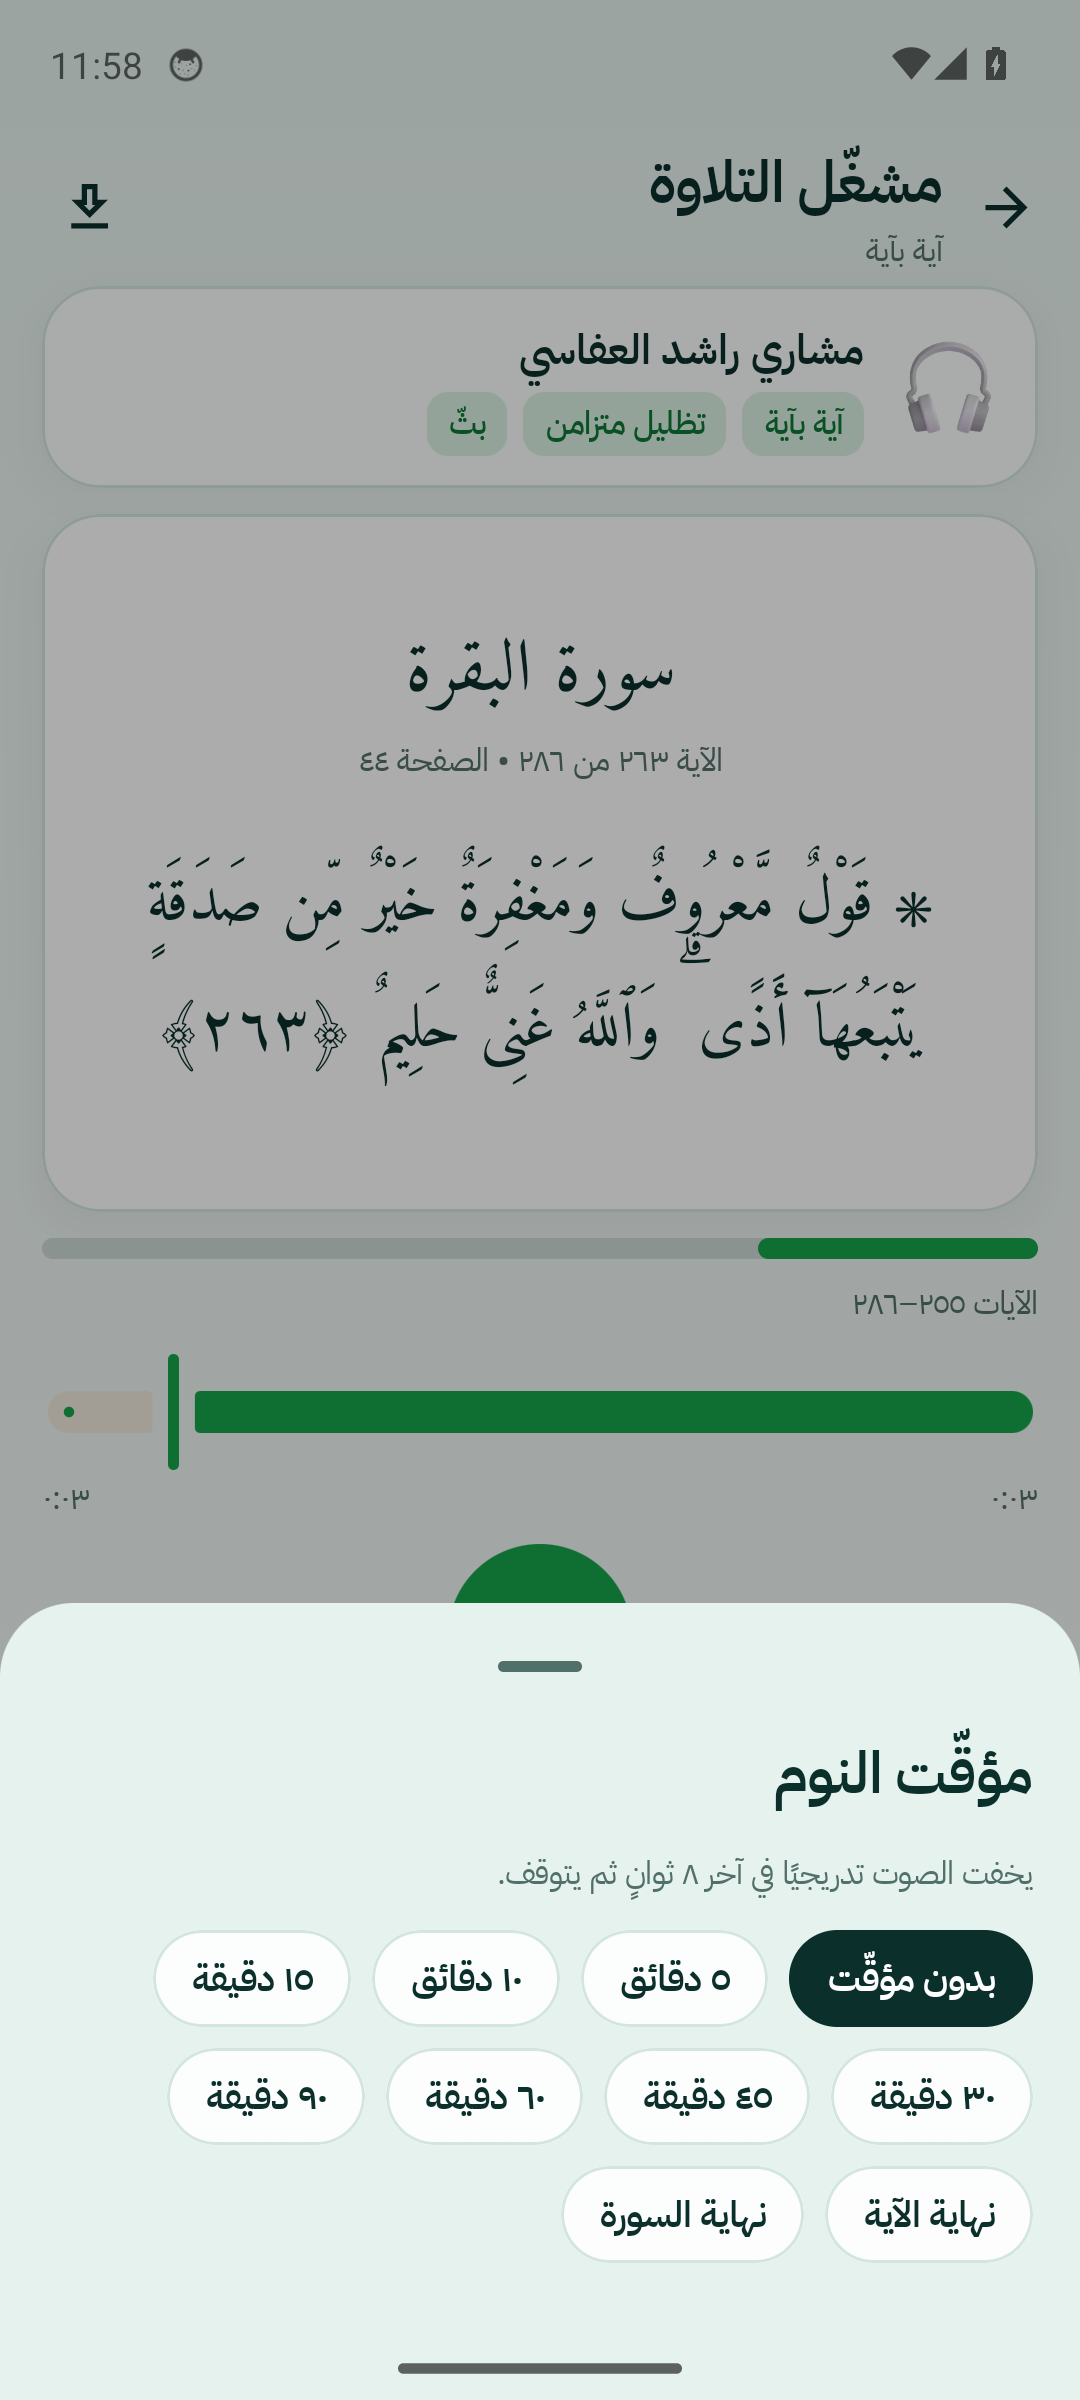 11:58
مشغّل التلاوة
آية بآية
مشاري راشد العفاسي
آية بآية تظليل متزامن بثّ
سورة البقرة
الآية ٢٦٣ من ٢٨٦ • الصفحة ٤٤
* قَوْلٌ مَّعْرُوفٌ وَمَغْفِرَةٌ خَيْرٌ مِّن صَدَقَةٍ
يَتْبَعُهَآ أَذًى ۗ وَٱللَّهُ غَنِىٌّ حَلِيمٌ ﴿٢٦٣﴾
الآيات ٢٥٥–٢٨٦
٠:٠٣ ٠:٠٣
مؤقّت النوم
يخفت الصوت تدريجيًا في آخر ٨ ثوانٍ ثم يتوقف.
بدون مؤقّت ٥ دقائق ١٠ دقائق ١٥ دقيقة
٣٠ دقيقة ٤٥ دقيقة ٦٠ دقيقة ٩٠ دقيقة
نهاية الآية نهاية السورة